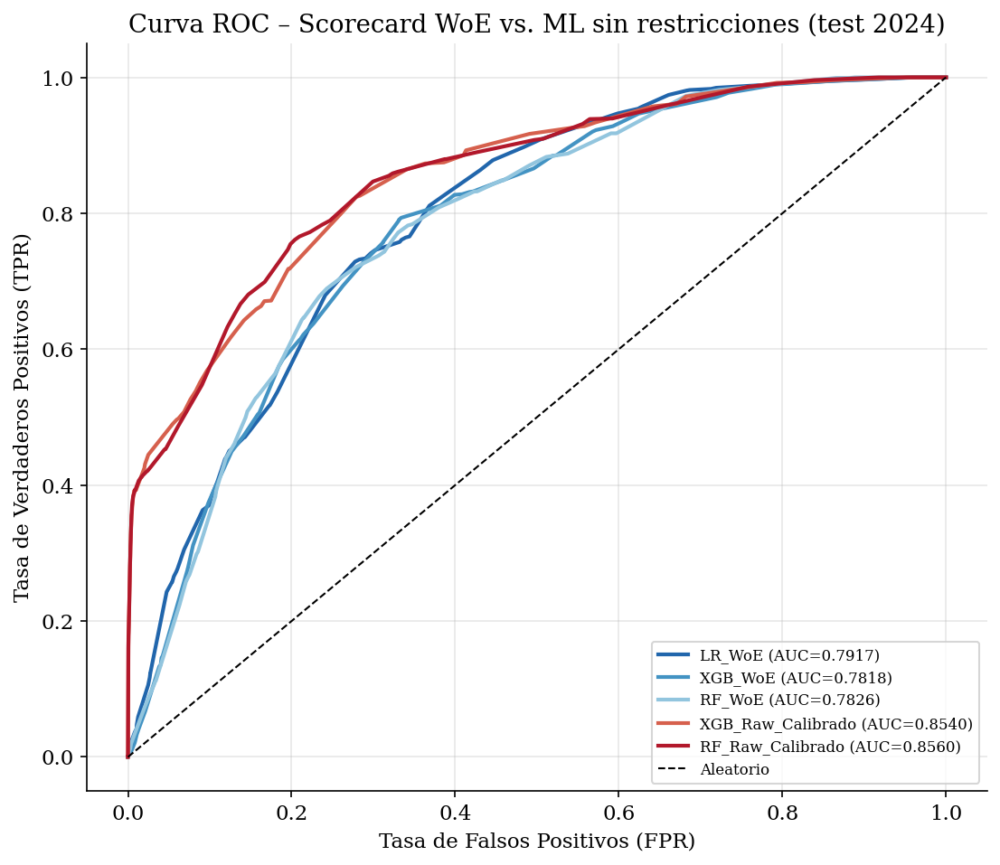 Curva ROC – Scorecard WoE vs. ML sin restricciones (test 2024)
Tasa de Verdaderos Positivos (TPR)
1.0
0.8
0.6
0.4
0.2
0.0
0.0 0.2 0.4 0.6 0.8 1.0
Tasa de Falsos Positivos (FPR)
LR_WoE (AUC=0.7917)
XGB_WoE (AUC=0.7818)
RF_WoE (AUC=0.7826)
XGB_Raw_Calibrado (AUC=0.8540)
RF_Raw_Calibrado (AUC=0.8560)
Aleatorio